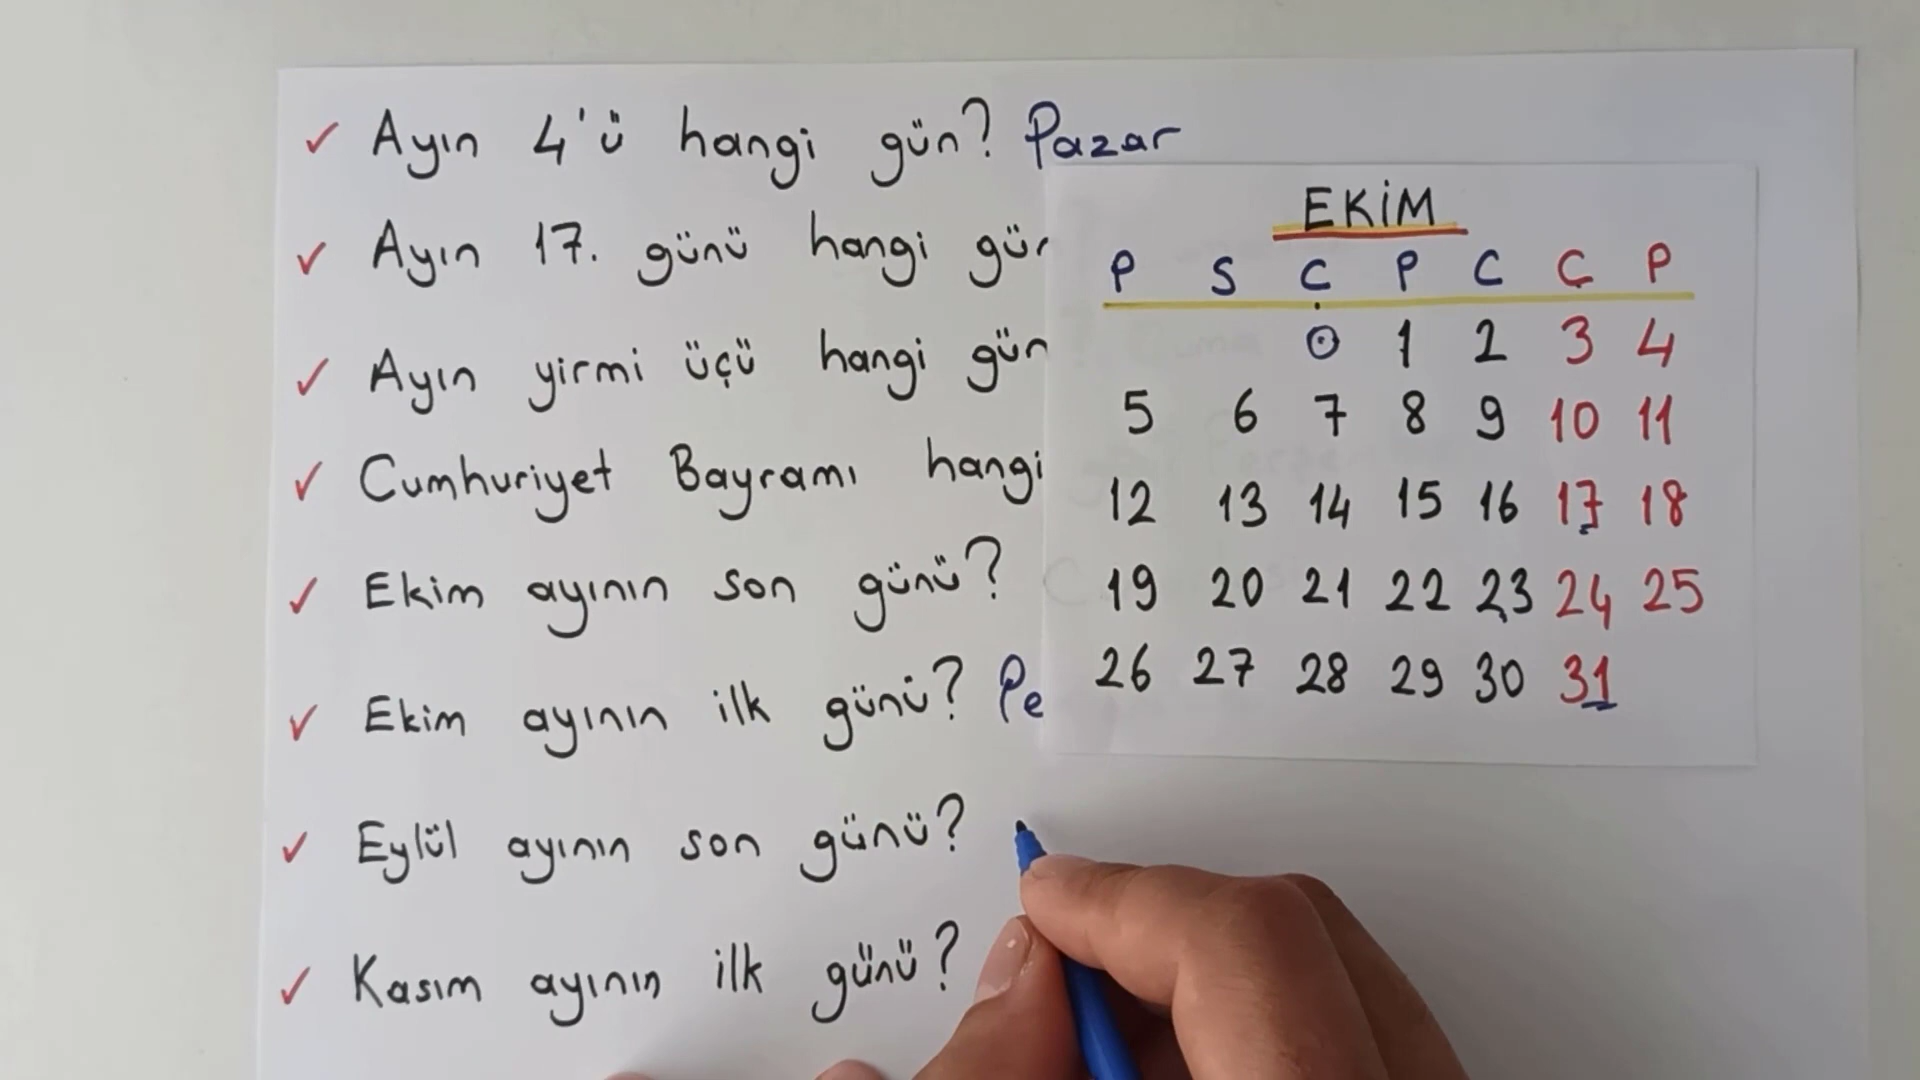 ✓ Ayın 4'ü hangi gün? Pazar
✓ Ayın 17. günü hangi
✓ Ayın yirmi üçü hangi gün
✓ Cumhuriyet Bayramı hangi
✓ Ekim ayının son günü?
✓ Ekim ayının ilk günü? Pe
✓ Eylül ayının son günü?
✓ Kasım ayının ilk günü?
EKİM
P S Ç P C C P
0 1 2 3 4
5 6 7 8 9 10 11
12 13 14 15 16 17 18
19 20 21 22 23 24 25
26 27 28 29 30 31